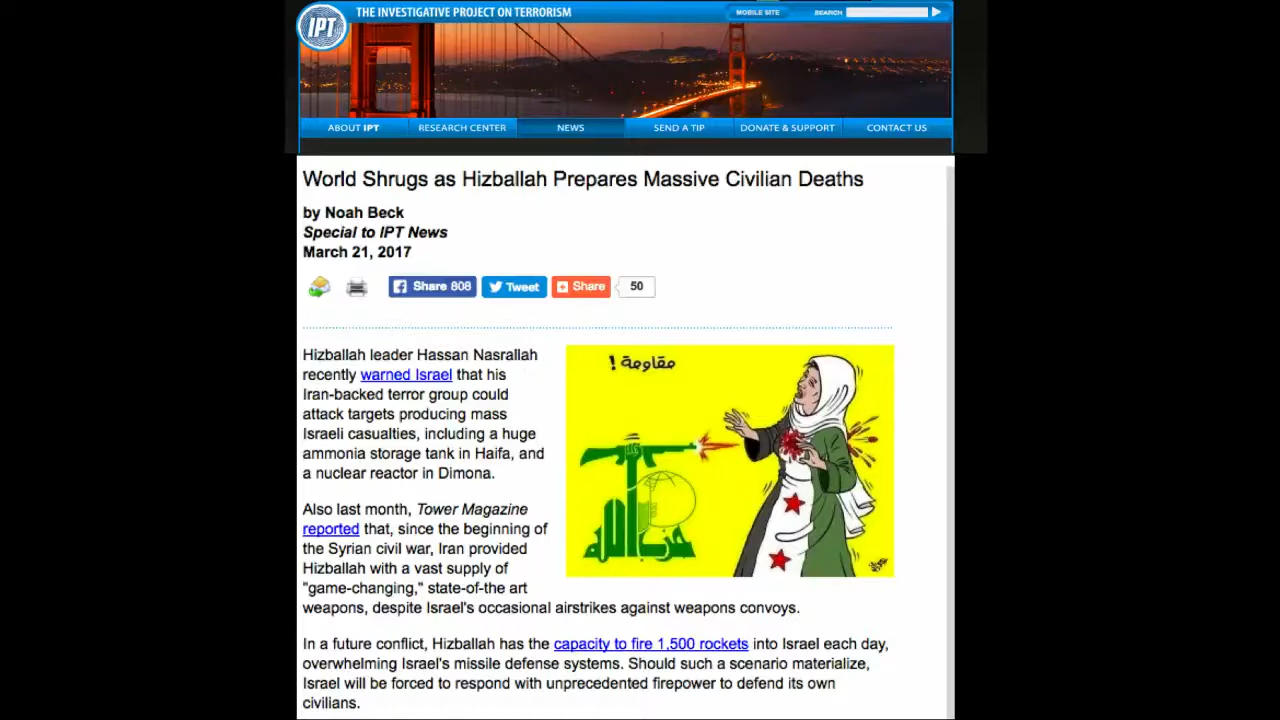 IPT
THE INVESTIGATIVE PROJECT ON TERRORISM
MOBILE SITE
SEARCH
ABOUT IPT
RESEARCH CENTER
NEWS
SEND A TIP
DONATE & SUPPORT
CONTACT US
World Shrugs as Hizballah Prepares Massive Civilian Deaths
by Noah Beck
Special to IPT News
March 21, 2017
Share 808
Tweet
Share
50
Hizballah leader Hassan Nasrallah
recently warned Israel that his
Iran-backed terror group could
attack targets producing mass
Israeli casualties, including a huge
ammonia storage tank in Haifa, and
a nuclear reactor in Dimona.
مقاومة !
حزب الله
Also last month, Tower Magazine
reported that, since the beginning of
the Syrian civil war, Iran provided
Hizballah with a vast supply of
"game-changing," state-of-the art
weapons, despite Israel's occasional airstrikes against weapons convoys.
In a future conflict, Hizballah has the capacity to fire 1,500 rockets into Israel each day,
overwhelming Israel's missile defense systems. Should such a scenario materialize,
Israel will be forced to respond with unprecedented firepower to defend its own
civilians.